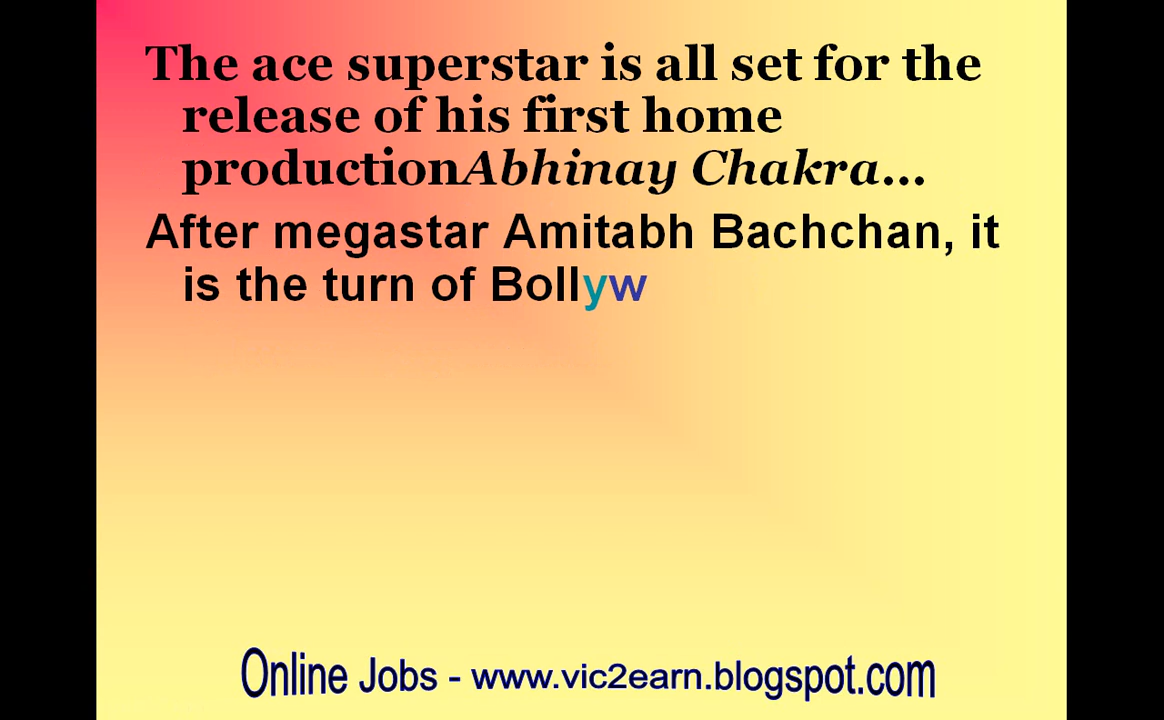 The ace superstar is all set for the
release of his first home
productionAbhinay Chakra...
After megastar Amitabh Bachchan, it
is the turn of Bollyw
Online Jobs - www.vic2earn.blogspot.com